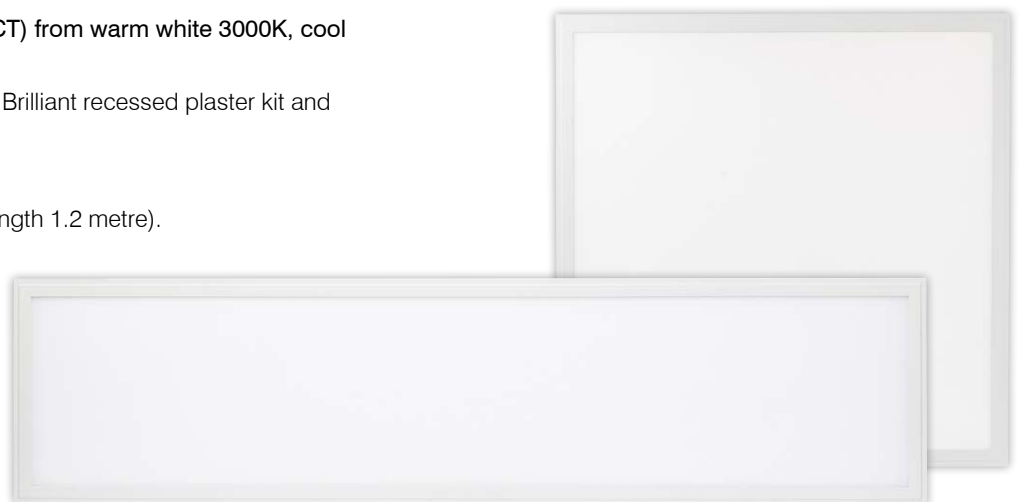 CT) from warm white 3000K, cool
Brilliant recessed plaster kit and
ngth 1.2 metre).